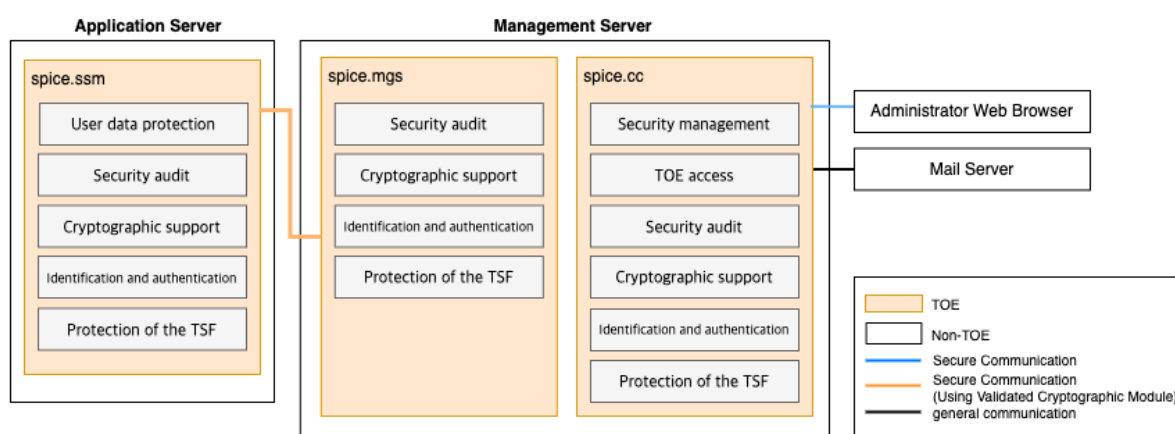 Application Server
Management Server
spice.ssm
User data protection
Security audit
Cryptographic support
Identification and authentication
Protection of the TSF
spice.mgs
Security audit
Cryptographic support
Identification and authentication
Protection of the TSF
spice.cc
Security management
TOE access
Security audit
Cryptographic support
Identification and authentication
Protection of the TSF
Administrator Web Browser
Mail Server
TOE
Non-TOE
Secure Communication
Secure Communication
(Using Validated Cryptographic Module)
general communication